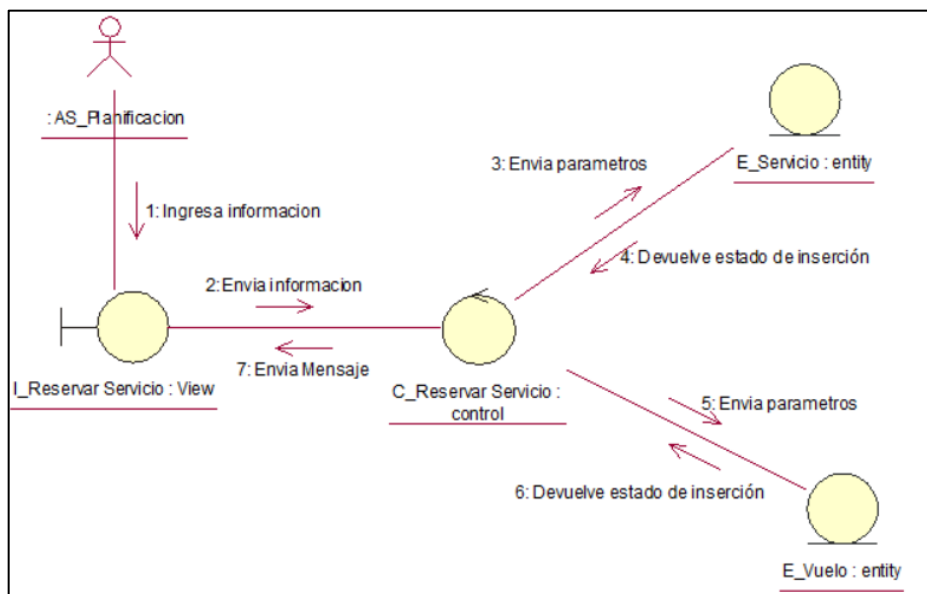 : AS_Planificacion
1: Ingresa informacion
2: Envia informacion
7: Envia Mensaje
I_Reservar Servicio : View
C_Reservar Servicio :
control
3: Envia parametros
E_Servicio : entity
4: Devuelve estado de inserción
5: Envia parametros
6: Devuelve estado de inserción
E_Vuelo : entity